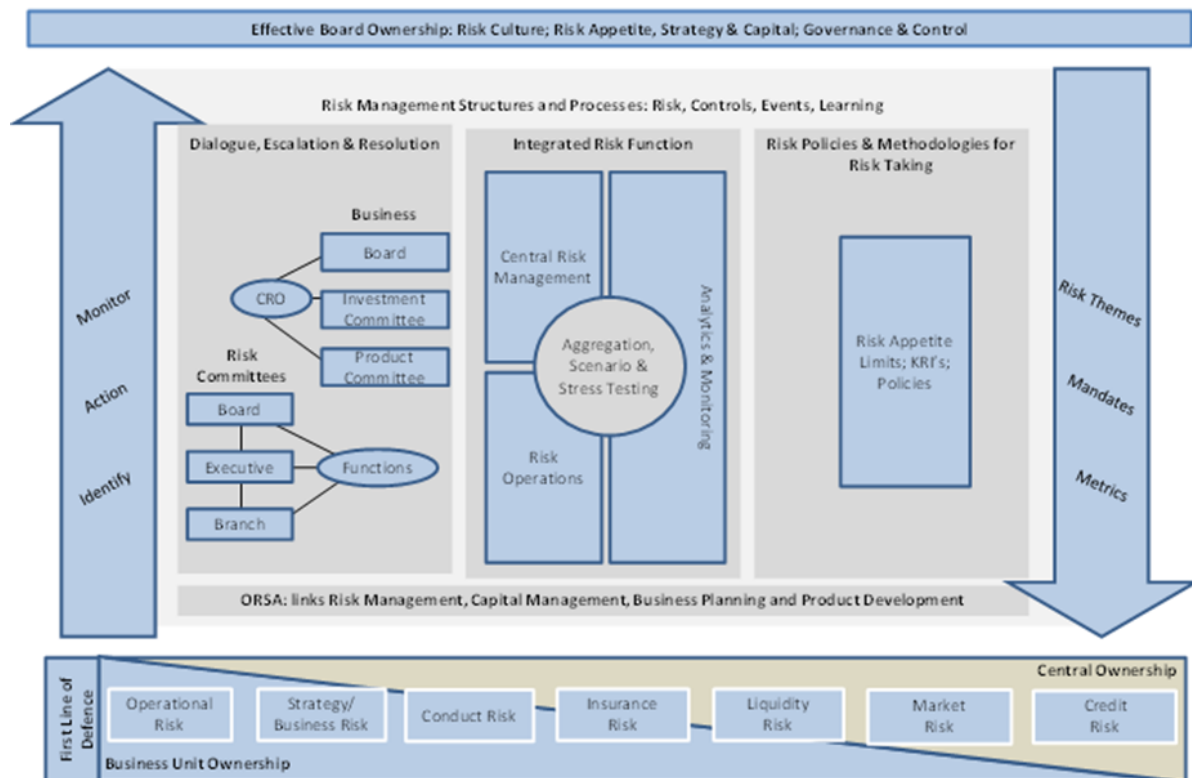 Effective Board Ownership: Risk Culture; Risk Appetite, Strategy & Capital; Governance & Control
Risk Management Structures and Processes: Risk, Controls, Events, Learning
Dialogue, Escalation & Resolution
Business
Board
CRO
Investment
Committee
Product
Committee
Risk
Committees
Board
Executive
Functions
Branch
Integrated Risk Function
Central Risk
Management
Aggregation,
Scenario &
Stress Testing
Risk
Operations
Analytics & Monitoring
Risk Policies & Methodologies for
Risk Taking
Risk Appetite
Limits; KRI's;
Policies
Monitor
Action
Identify
Risk Themes
Mandates
Metrics
ORSA: links Risk Management, Capital Management, Business Planning and Product Development
First Line of
Defence
Central Ownership
Operational
Risk
Strategy/
Business Risk
Conduct Risk
Insurance
Risk
Liquidity
Risk
Market
Risk
Credit
Risk
Business Unit Ownership